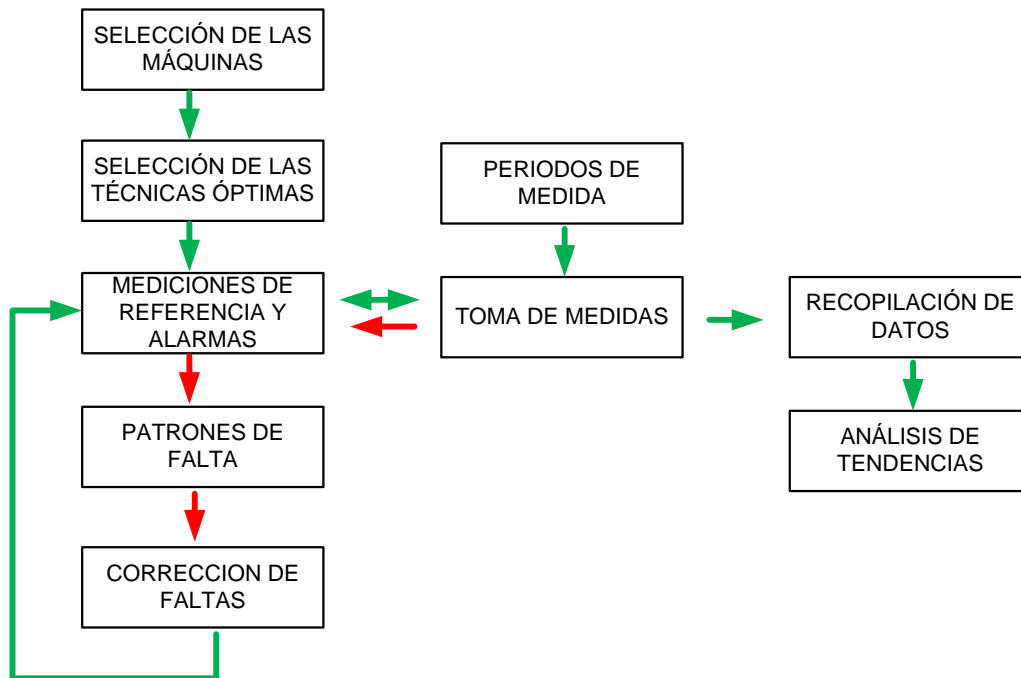 SELECCIÓN DE LAS
MÁQUINAS
SELECCIÓN DE LAS
TÉCNICAS ÓPTIMAS
PERIODOS DE
MEDIDA
MEDICIONES DE
REFERENCIA Y
ALARMAS
TOMA DE MEDIDAS
RECOPILACIÓN DE
DATOS
PATRONES DE
FALTA
ANÁLISIS DE
TENDENCIAS
CORRECCION DE
FALTAS